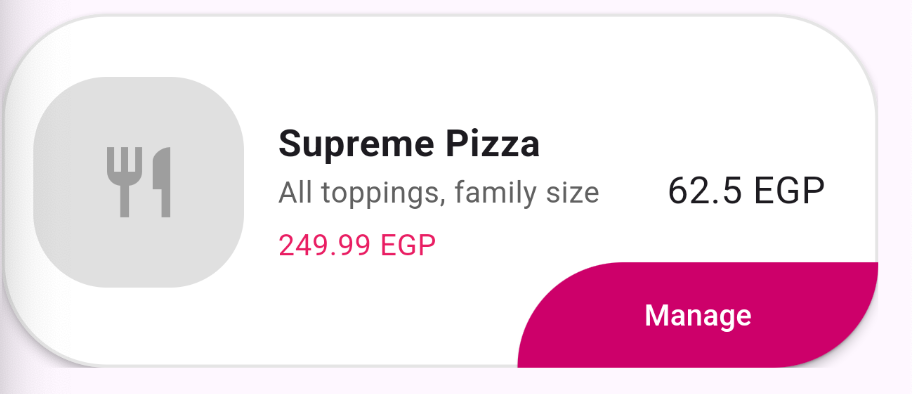 Supreme Pizza
All toppings, family size
62.5 EGP
249.99 EGP
Manage